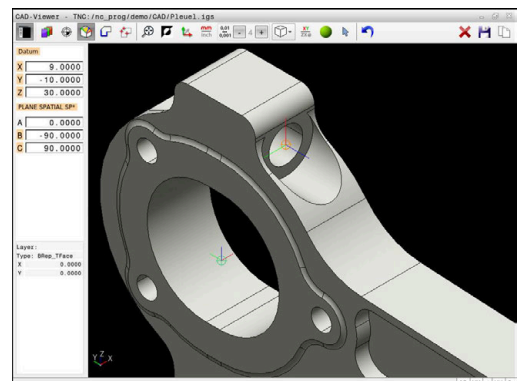 CAD-Viewer - TNC:/nc_prog/demo/CAD/Pleuel.igs
mm
inch
0,01
0,001
4
XY
ZXØ
Datum
X 9.0000
Y -10.0000
Z 30.0000
PLANE SPATIAL SP*
A 0.0000
B -90.0000
C 90.0000
Layer:
Type: BRep_TFace
X 0.0000
Y 0.0000
Y Z X